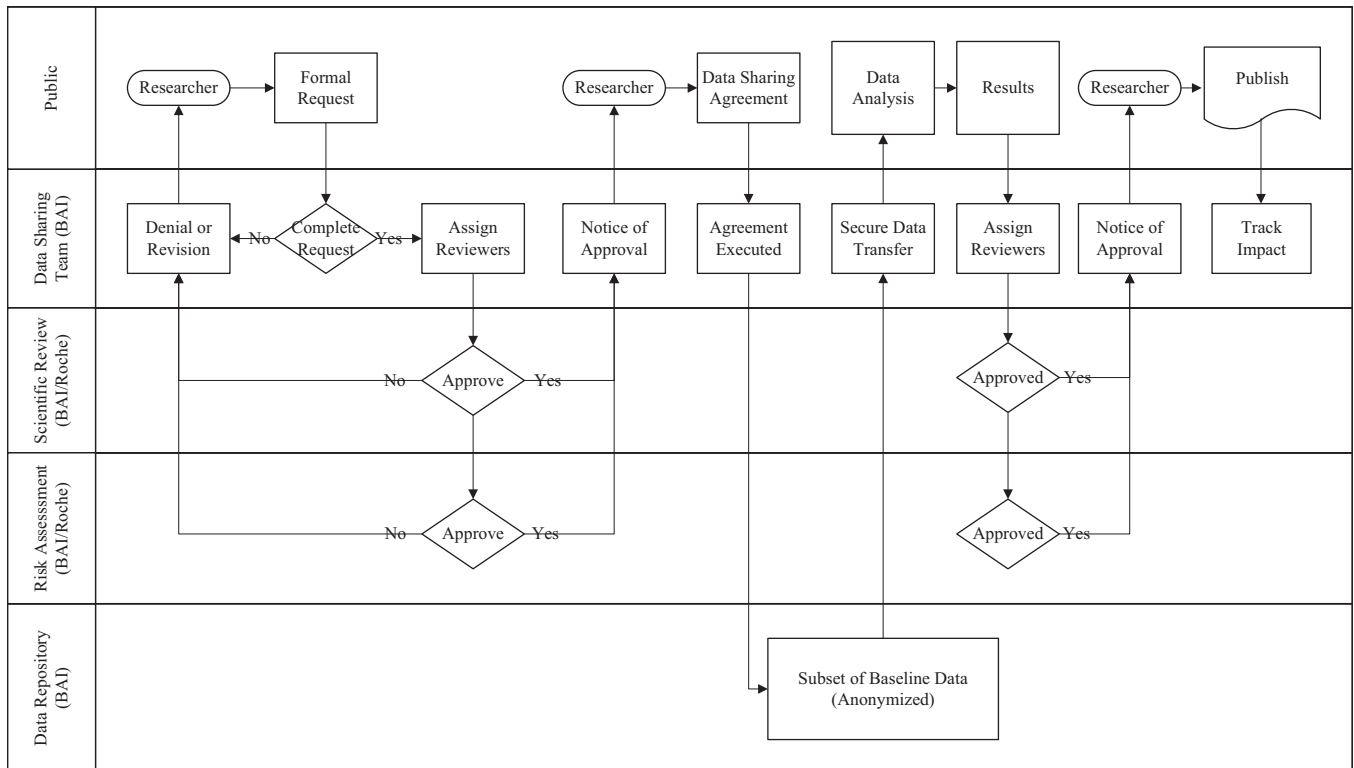 Public
Researcher
Formal
Request
Researcher
Data Sharing
Agreement
Data
Analysis
Results
Researcher
Publish
Data Sharing
Team (BAI)
Denial or
Revision
No
Complete
Request
Yes
Assign
Reviewers
Notice of
Approval
Agreement
Executed
Secure Data
Transfer
Assign
Reviewers
Notice of
Approval
Track
Impact
Scientific Review
(BAI/Roche)
No
Approve
Yes
Approved
Yes
Risk Assesssment
(BAI/Roche)
No
Approve
Yes
Approved
Yes
Data Repository
(BAI)
Subset of Baseline Data
(Anonymized)